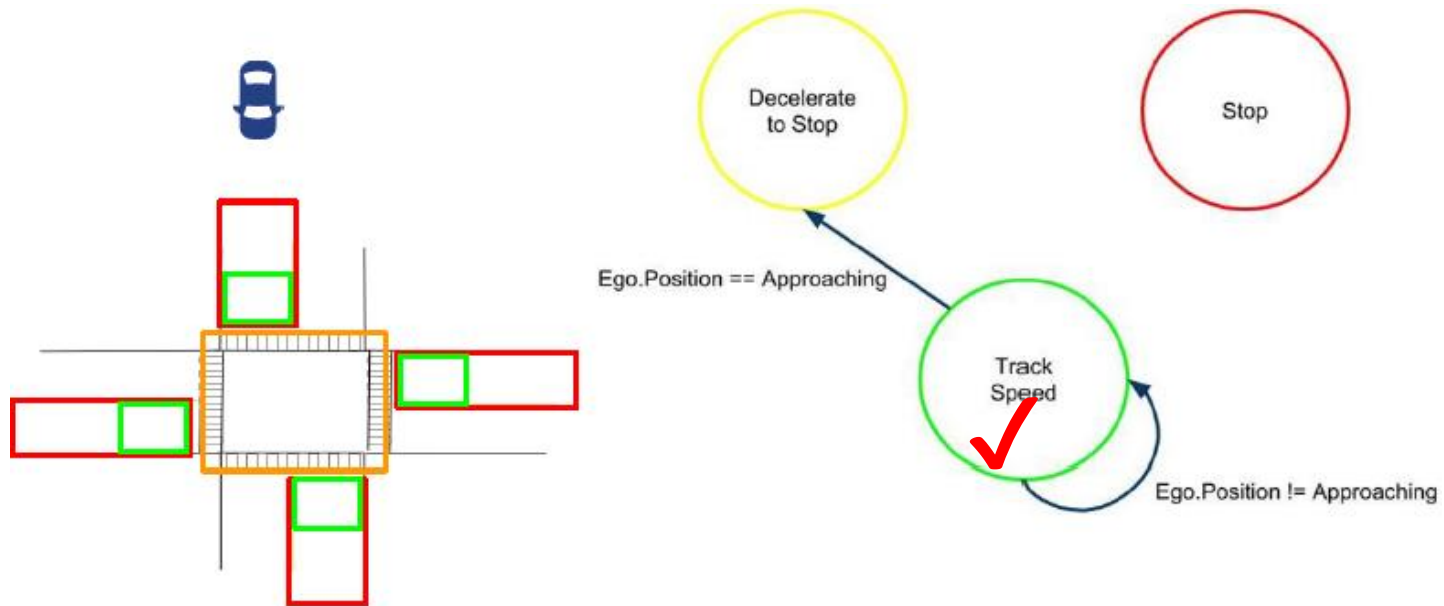 Decelerate
to Stop
Stop
Ego.Position == Approaching
Track
Speed
Ego.Position != Approaching